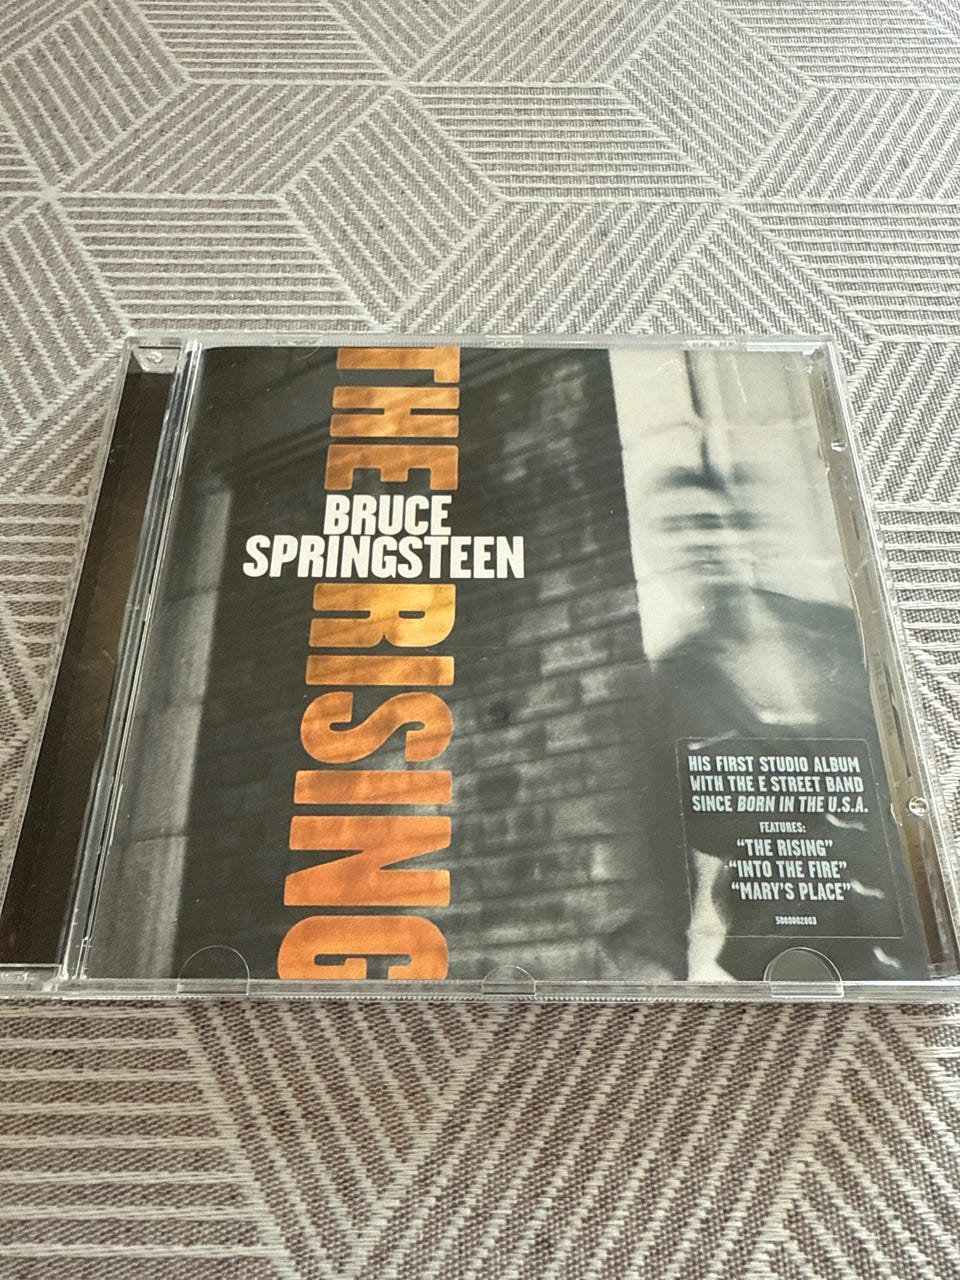 THE RISING
BRUCE
SPRINGSTEEN
HIS FIRST STUDIO ALBUM
WITH THE E STREET BAND
SINCE BORN IN THE U.S.A.
FEATURES:
"THE RISING"
"INTO THE FIRE"
"MARY'S PLACE"
5080002003